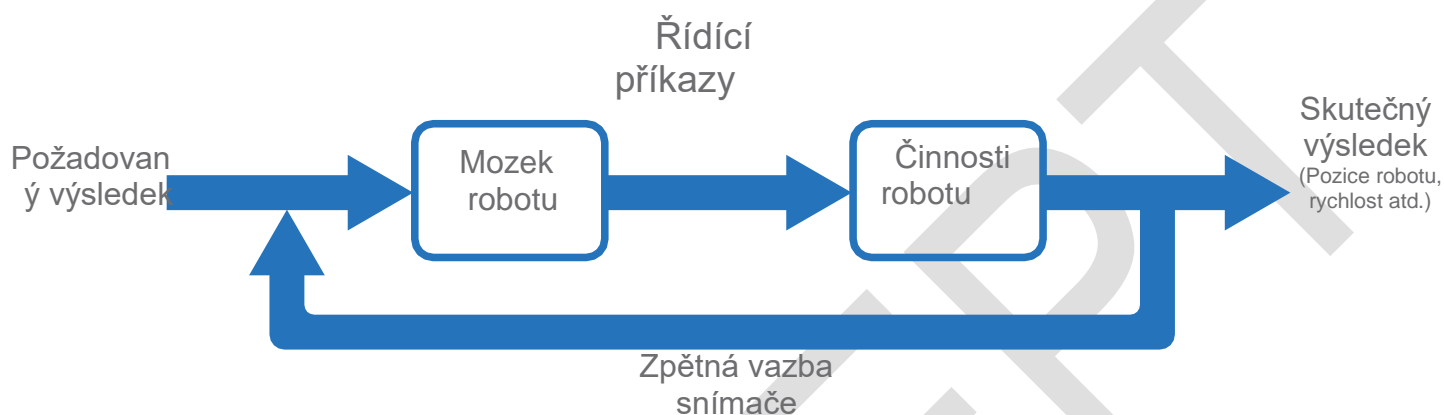 Řídící
příkazy
Požadovan
ý výsledek
Mozek
robotu
Činnosti
robotu
Skutečný
výsledek
(Pozice robotu,
rychlost atd.)
Zpětná vazba
snímače